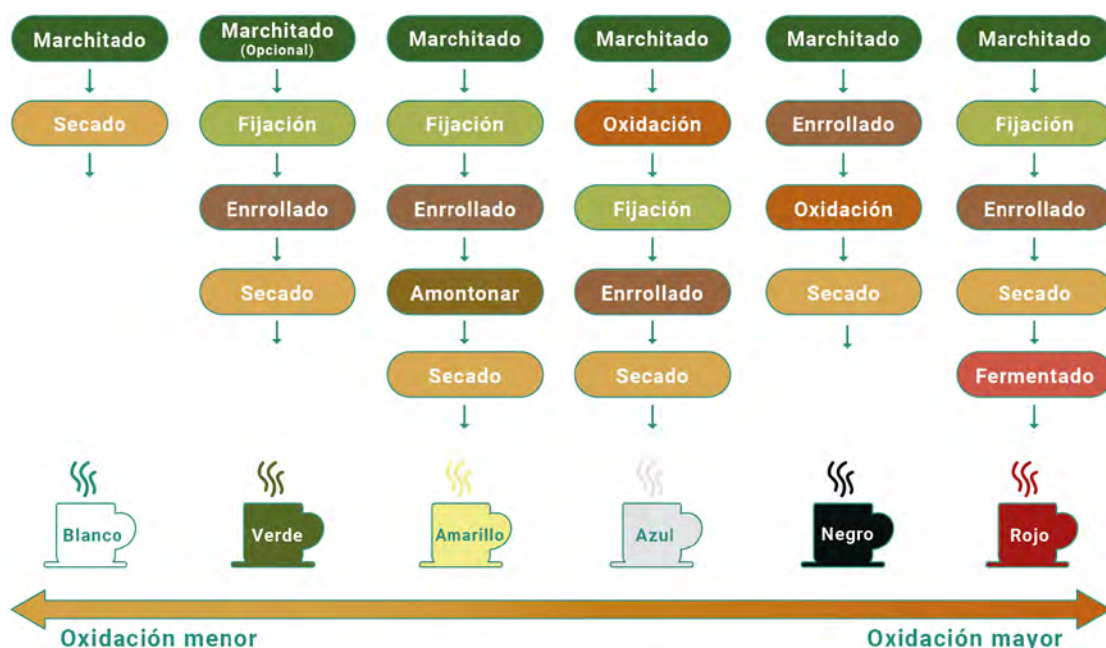 Marchitado
Secado
Blanco
Marchitado
(Opcional)
Fijación
Enrrollado
Secado
Verde
Marchitado
Fijación
Enrrollado
Amontonar
Secado
Amarillo
Marchitado
Oxidación
Fijación
Enrrollado
Secado
Azul
Marchitado
Enrrollado
Oxidación
Secado
Negro
Marchitado
Fijación
Enrrollado
Secado
Fermentado
Rojo
Oxidación menor
Oxidación mayor